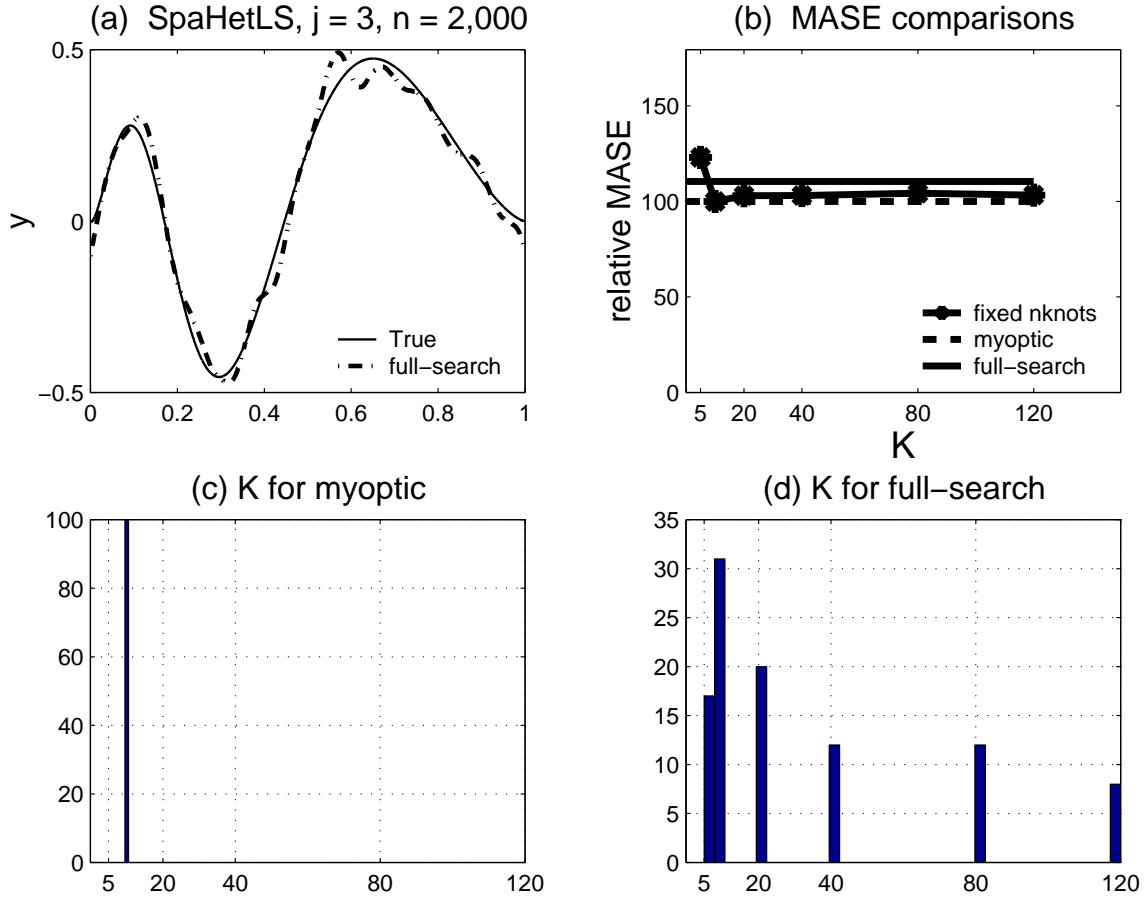 (a) SpaHetLS, j = 3, n = 2,000
0.5
0
−0.5
y
0 0.2 0.4 0.6 0.8 1
True
full−search
(b) MASE comparisons
150
100
50
0
relative MASE
5 20 40 80 120
K
fixed nknots
myoptic
full−search
(c) K for myoptic
100
80
60
40
20
0
5 20 40 80 120
(d) K for full−search
35
30
25
20
15
10
5
0
5 20 40 80 120